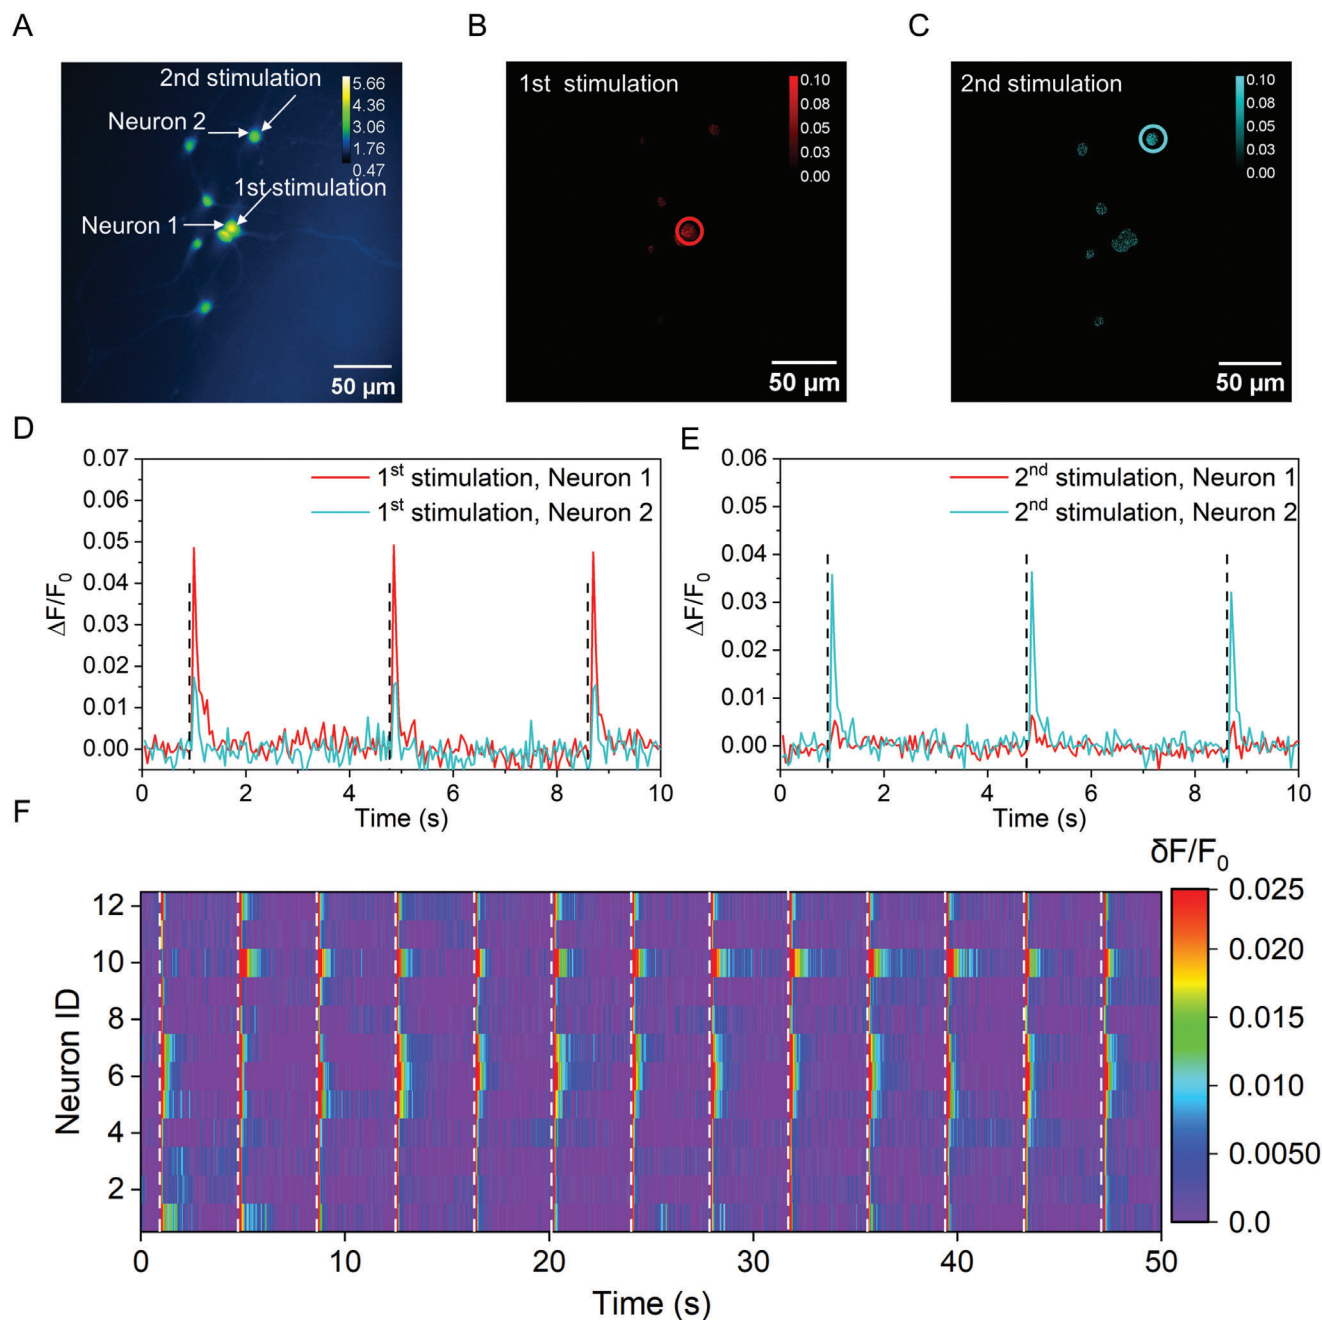 A
B
C
2nd stimulation
Neuron 2
1st stimulation
Neuron 1
5.66
4.36
3.06
1.76
0.47
50 µm
1st stimulation
0.10
0.08
0.05
0.03
0.00
50 µm
2nd stimulation
0.10
0.08
0.05
0.03
0.00
50 µm
D
0.07
0.06
0.05
0.04
0.03
0.02
0.01
0.00
ΔF/F0
1st stimulation, Neuron 1
1st stimulation, Neuron 2
0 2 4 6 8 10
Time (s)
E
0.06
0.05
0.04
0.03
0.02
0.01
0.00
ΔF/F0
2nd stimulation, Neuron 1
2nd stimulation, Neuron 2
0 2 4 6 8 10
Time (s)
F
12
10
8
6
4
2
Neuron ID
0 10 20 30 40 50
Time (s)
δF/F0
0.025
0.020
0.015
0.010
0.0050
0.0